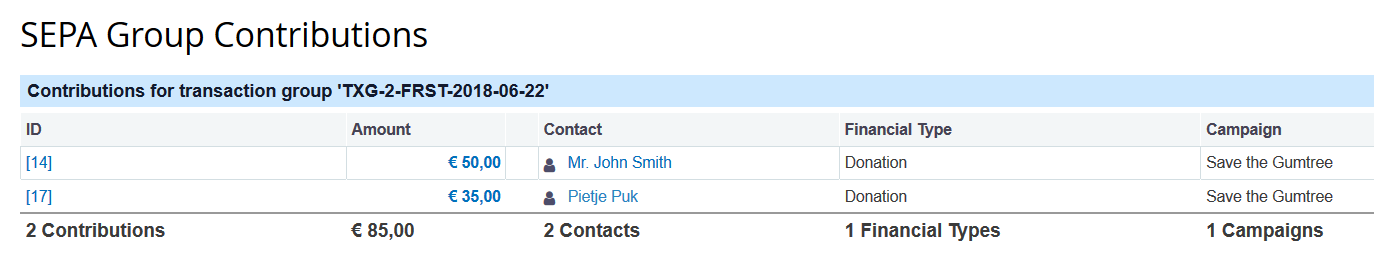 SEPA Group Contributions
Contributions for transaction group 'TXG-2-FRST-2018-06-22'
ID Amount Contact Financial Type Campaign
[14] € 50,00 Mr. John Smith Donation Save the Gumtree
[17] € 35,00 Pietje Puk Donation Save the Gumtree
2 Contributions € 85,00 2 Contacts 1 Financial Types 1 Campaigns